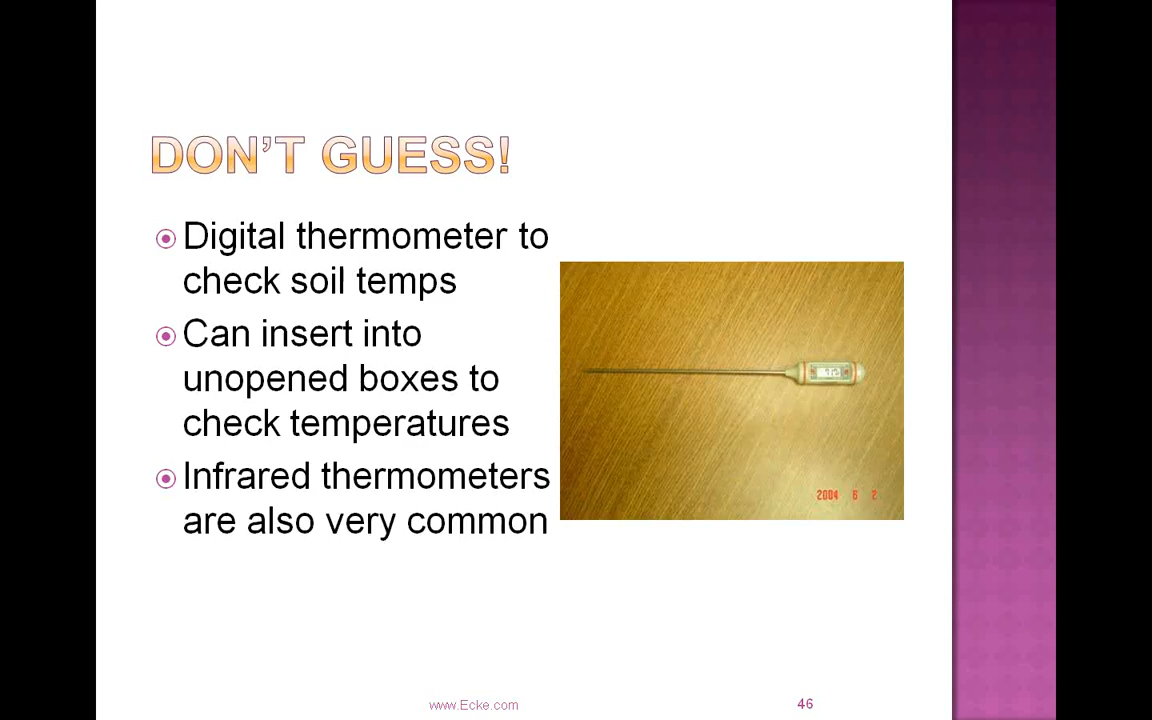 DON'T GUESS!
Digital thermometer to
check soil temps
Can insert into
unopened boxes to
check temperatures
Infrared thermometers
are also very common
2004 6 2
www.Ecke.com
46